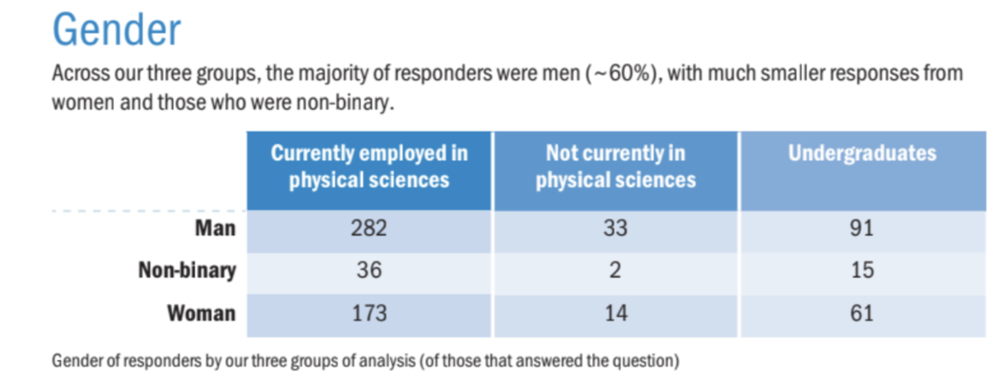 Gender
Across our three groups, the majority of responders were men (~60%), with much smaller responses from
women and those who were non-binary.
Currently employed in physical sciences Not currently in physical sciences Undergraduates
Man 282 33 91
Non-binary 36 2 15
Woman 173 14 61
Gender of responders by our three groups of analysis (of those that answered the question)